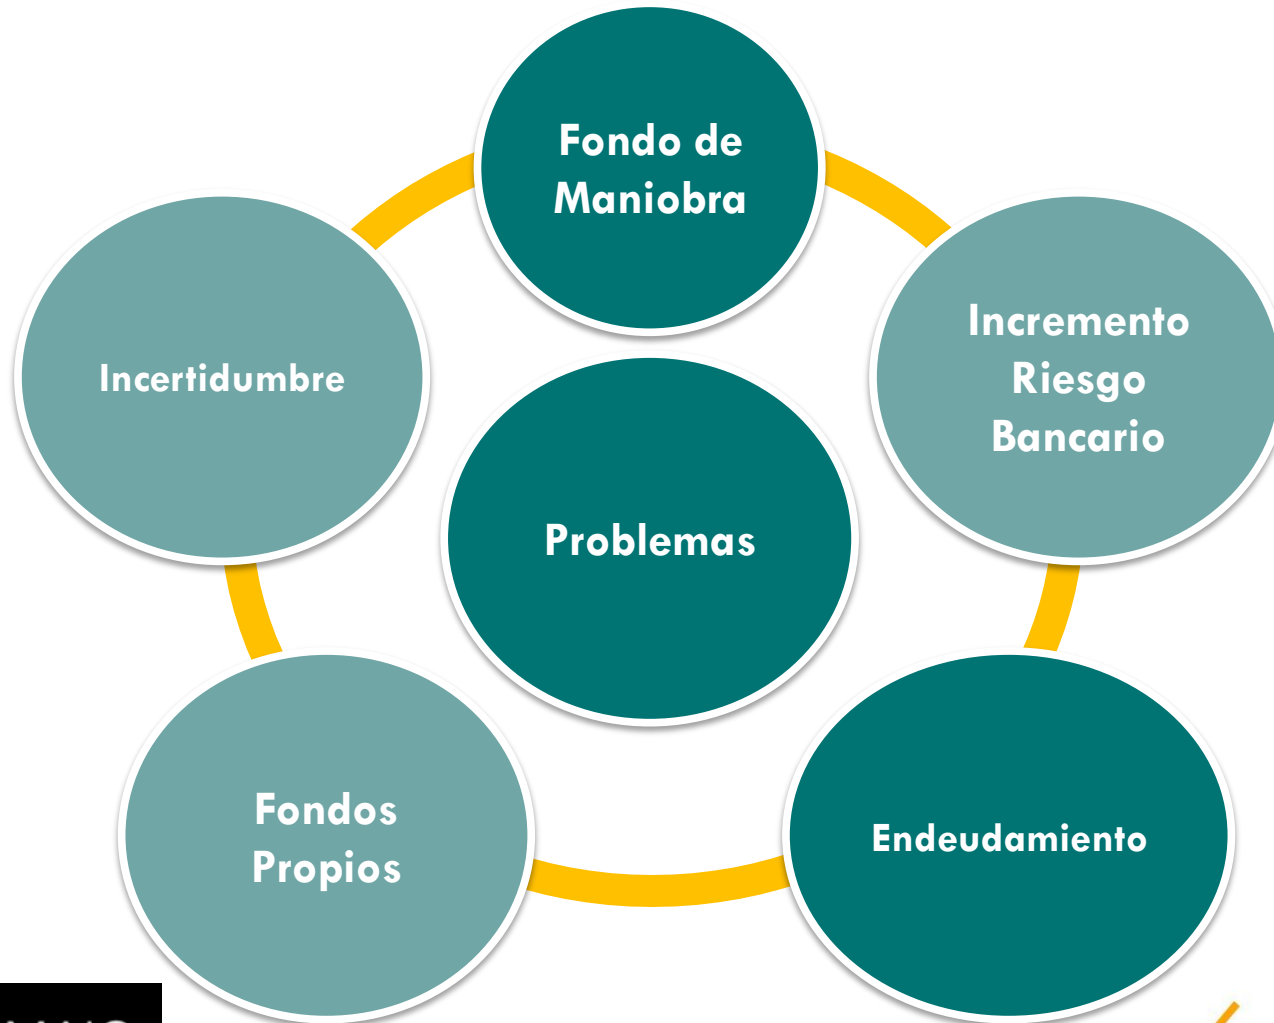 Fondo de
Maniobra
Incremento
Riesgo
Bancario
Incertidumbre
Problemas
Fondos
Propios
Endeudamiento